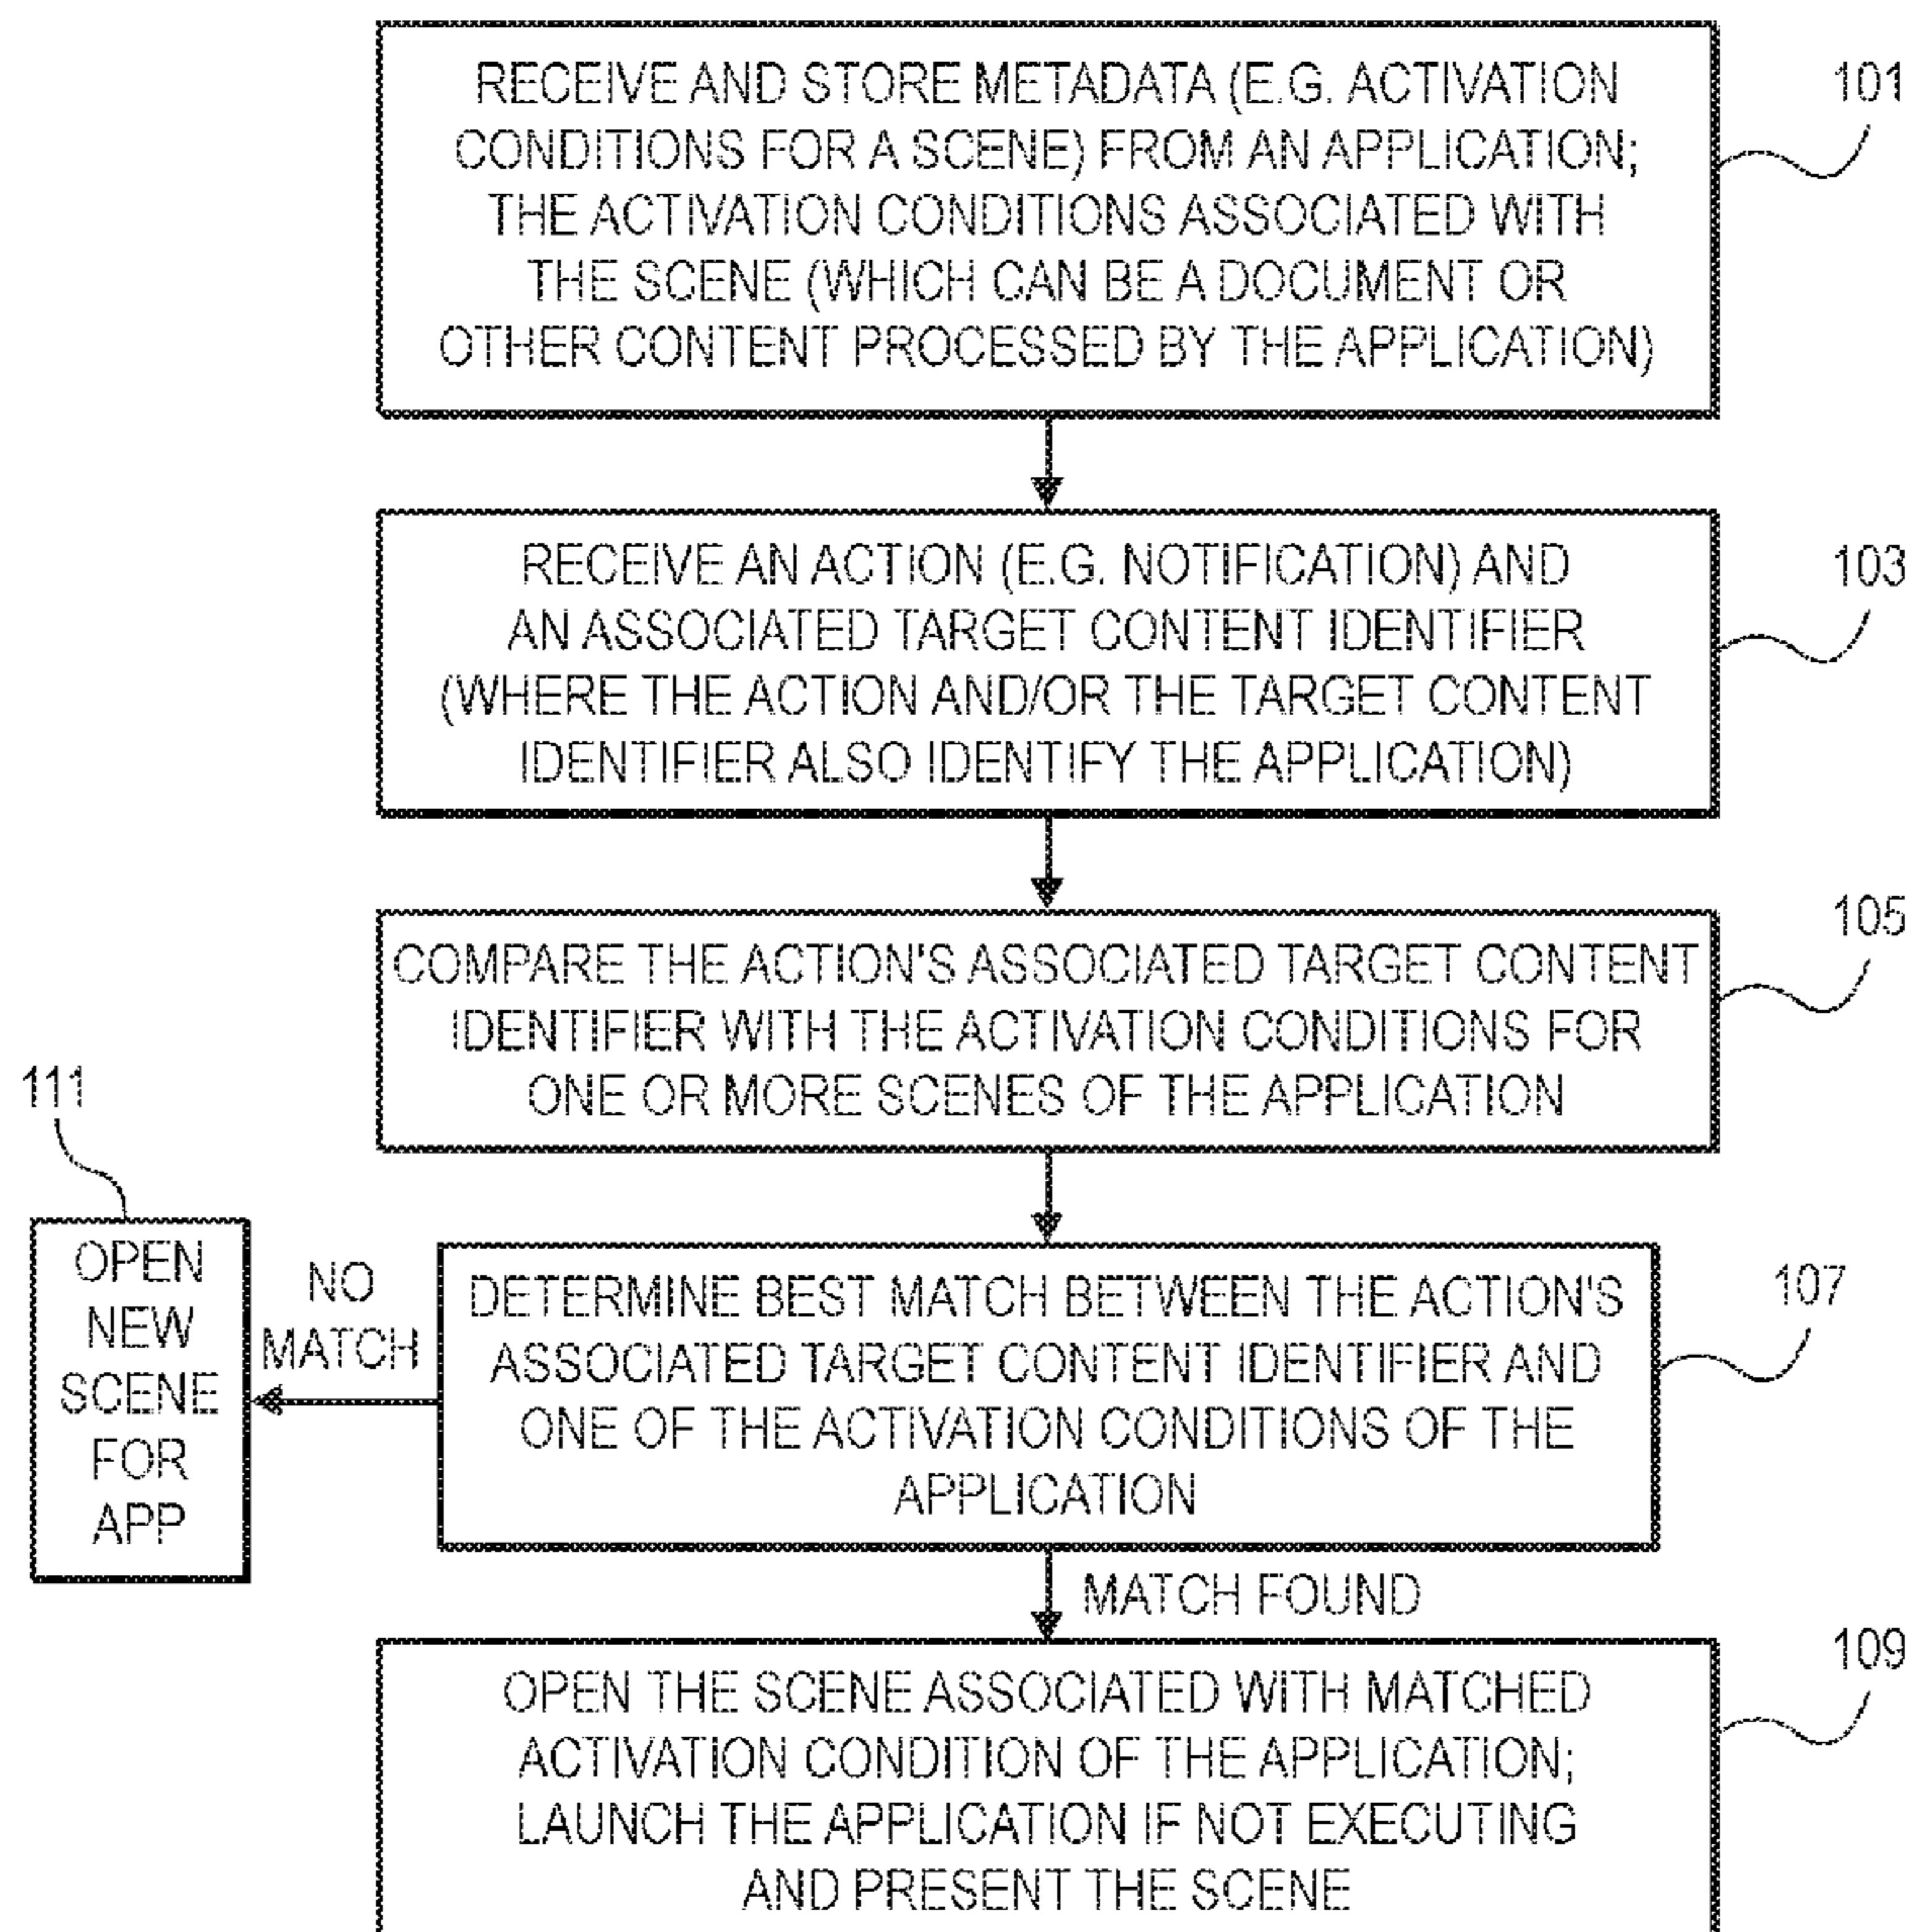 RECEIVE AND STORE METADATA (E.G. ACTIVATION
CONDITIONS FOR A SCENE) FROM AN APPLICATION;
THE ACTIVATION CONDITIONS ASSOCIATED WITH
THE SCENE (WHICH CAN BE A DOCUMENT OR
OTHER CONTENT PROCESSED BY THE APPLICATION)
101
RECEIVE AN ACTION (E.G. NOTIFICATION) AND
AN ASSOCIATED TARGET CONTENT IDENTIFIER
(WHERE THE ACTION AND/OR THE TARGET CONTENT
IDENTIFIER ALSO IDENTIFY THE APPLICATION)
103
COMPARE THE ACTION'S ASSOCIATED TARGET CONTENT
IDENTIFIER WITH THE ACTIVATION CONDITIONS FOR
ONE OR MORE SCENES OF THE APPLICATION
105
111
OPEN
NEW
SCENE
FOR
APP
NO
MATCH
DETERMINE BEST MATCH BETWEEN THE ACTION'S
ASSOCIATED TARGET CONTENT IDENTIFIER AND
ONE OF THE ACTIVATION CONDITIONS OF THE
APPLICATION
107
MATCH FOUND
OPEN THE SCENE ASSOCIATED WITH MATCHED
ACTIVATION CONDITION OF THE APPLICATION;
LAUNCH THE APPLICATION IF NOT EXECUTING
AND PRESENT THE SCENE
109